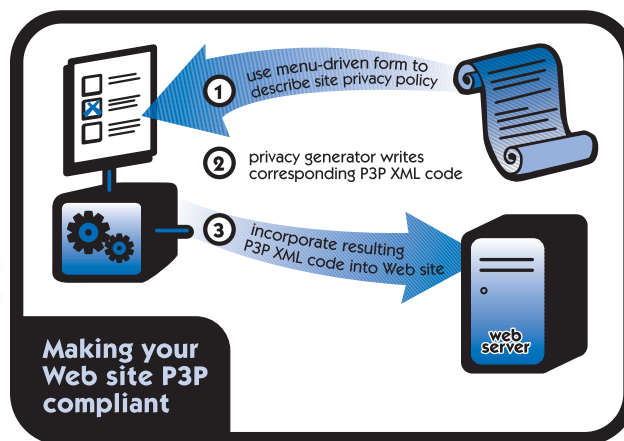 1
use menu-driven form to
describe site privacy policy
2
privacy generator writes
corresponding P3P XML code
3
incorporate resulting
P3P XML code into Web site
web
server
Making your
Web site P3P
compliant